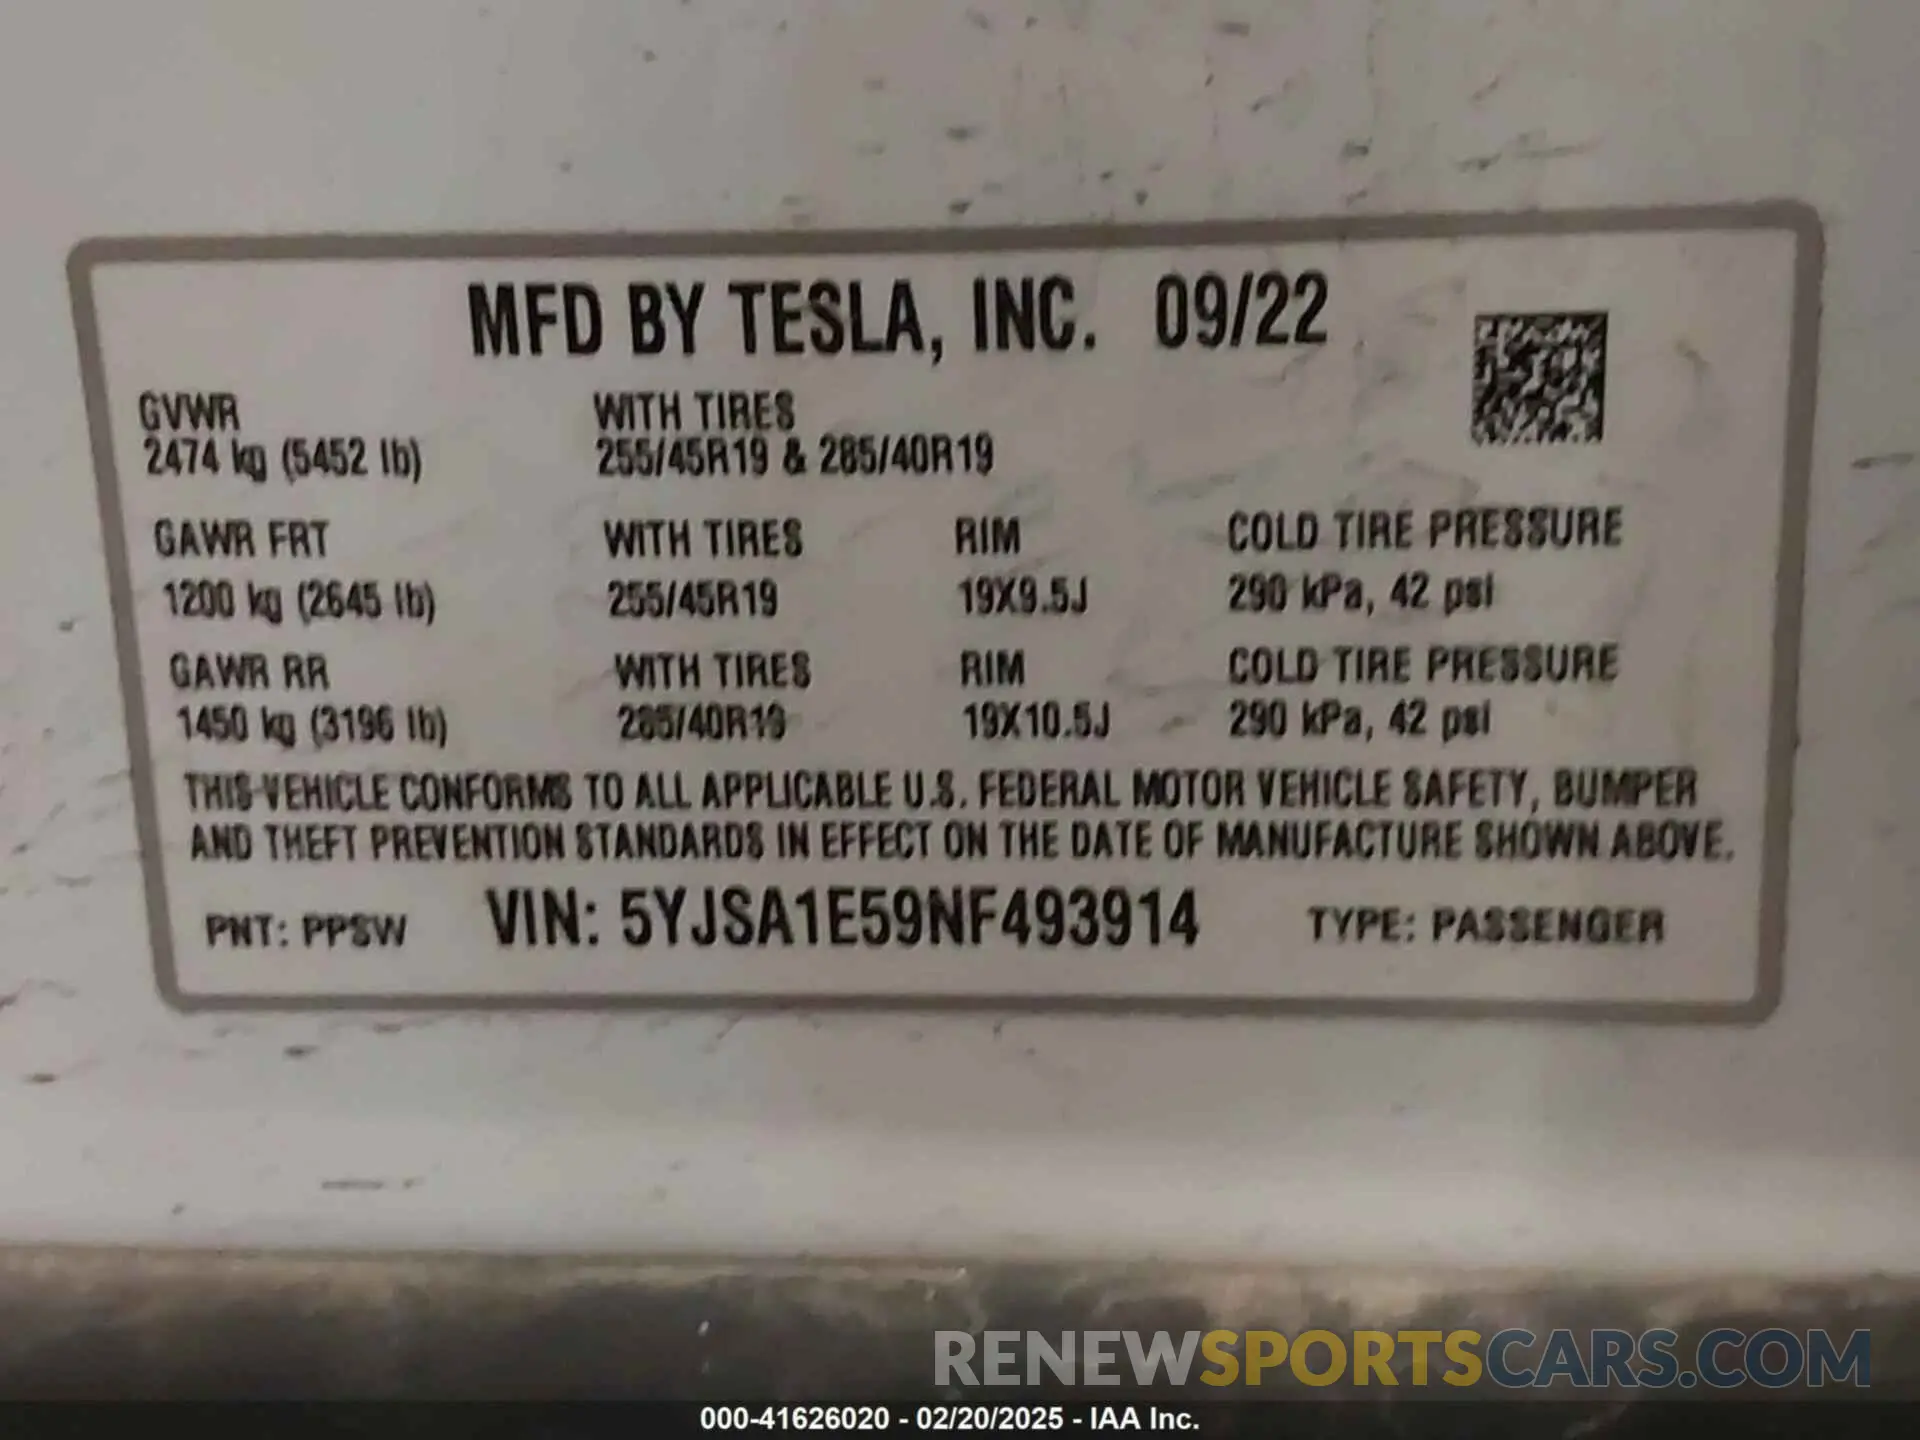 MFD BY TESLA, INC. 09/22
GVWR WITH TIRES
2474 kg (5452 lb) 255/45R19 & 285/40R19
GAWR FRT WITH TIRES RIM COLD TIRE PRESSURE
1200 kg (2645 lb) 255/45R19 19X9.5J 290 kPa, 42 psi
GAWR RR WITH TIRES RIM COLD TIRE PRESSURE
1450 kg (3196 lb) 285/40R19 19X10.5J 290 kPa, 42 psi
THIS VEHICLE CONFORMS TO ALL APPLICABLE U.S. FEDERAL MOTOR VEHICLE SAFETY, BUMPER
AND THEFT PREVENTION STANDARDS IN EFFECT ON THE DATE OF MANUFACTURE SHOWN ABOVE.
PNT: PPSW VIN: 5YJSA1E59NF493914 TYPE: PASSENGER
RENEWSPORTSCARS.COM
000-41626020 - 02/20/2025 - IAA Inc.